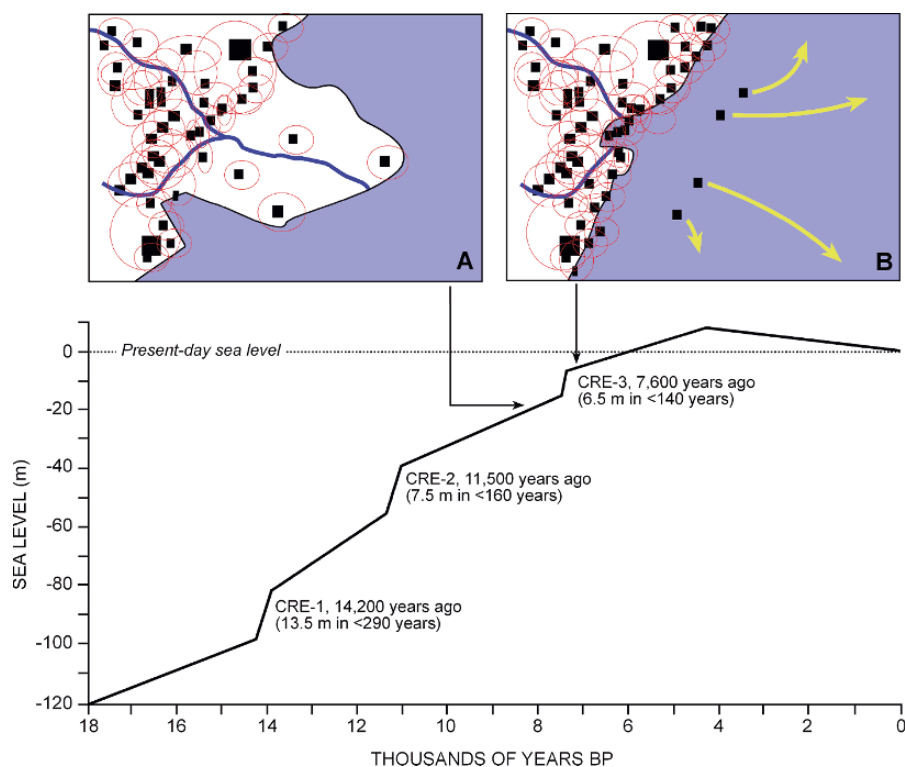 A
B
0
-20
-40
-60
-80
-100
-120
SEA LEVEL (m)
Present-day sea level
CRE-3, 7,600 years ago
(6.5 m in <140 years)
CRE-2, 11,500 years ago
(7.5 m in <160 years)
CRE-1, 14,200 years ago
(13.5 m in <290 years)
18 16 14 12 10 8 6 4 2 0
THOUSANDS OF YEARS BP